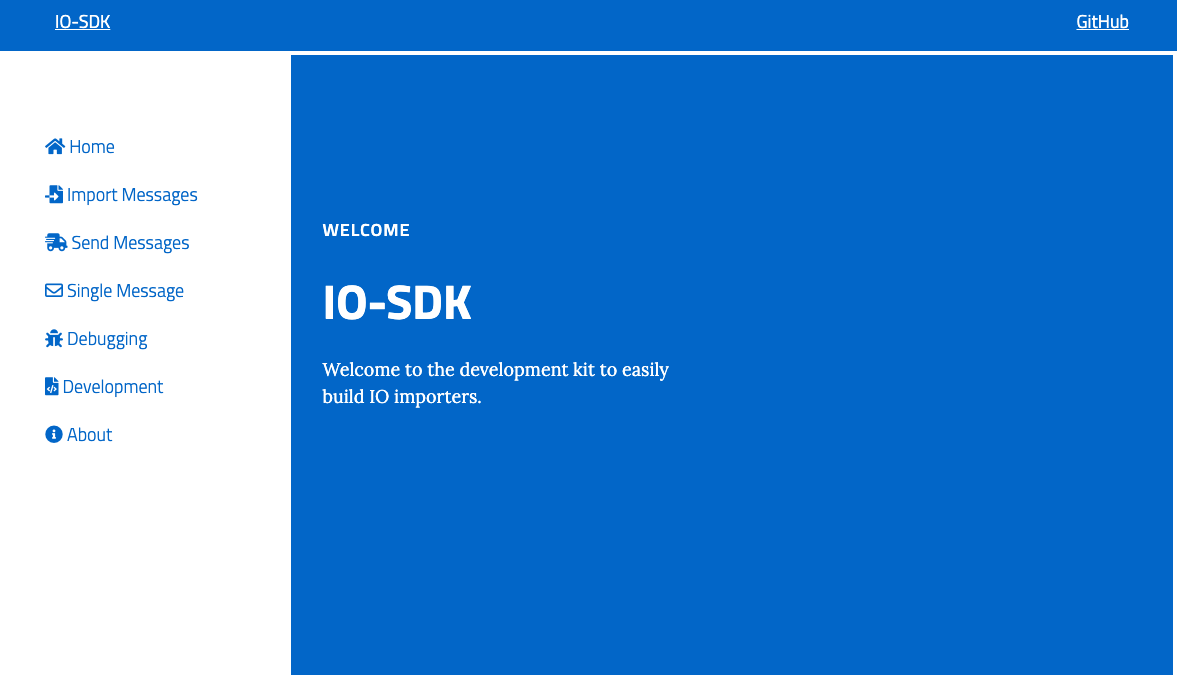 IO-SDK
GitHub
Home
Import Messages
Send Messages
Single Message
Debugging
Development
About
WELCOME
IO-SDK
Welcome to the development kit to easily
build IO importers.